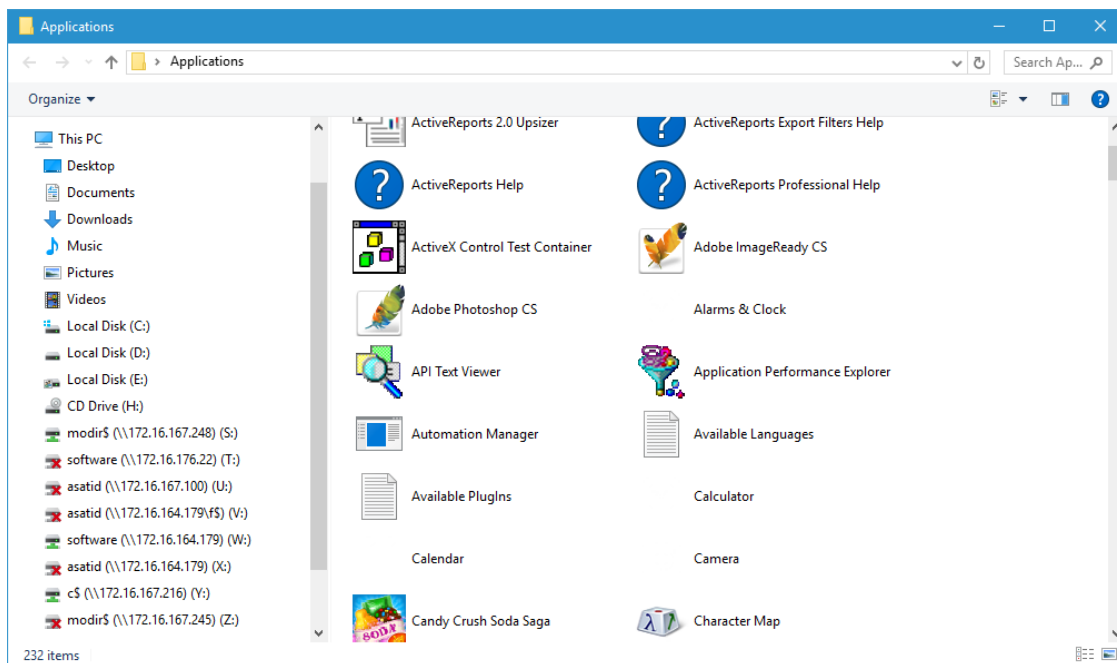 Applications
Applications
Search Ap...
Organize
This PC
Desktop
Documents
Downloads
Music
Pictures
Videos
Local Disk (C:)
Local Disk (D:)
Local Disk (E:)
CD Drive (H:)
modir$ (\\172.16.167.248) (S:)
software (\\172.16.176.22) (T:)
asatid (\\172.16.167.100) (U:)
asatid (\\172.16.164.179\f$) (V:)
software (\\172.16.164.179) (W:)
asatid (\\172.16.164.179) (X:)
c$ (\\172.16.167.216) (Y:)
modir$ (\\172.16.167.245) (Z:)
ActiveReports 2.0 Upsizer
ActiveReports Export Filters Help
ActiveReports Help
ActiveReports Professional Help
ActiveX Control Test Container
Adobe ImageReady CS
Adobe Photoshop CS
Alarms & Clock
API Text Viewer
Application Performance Explorer
Automation Manager
Available Languages
Available PlugIns
Calculator
Calendar
Camera
SODA
Candy Crush Soda Saga
Character Map
232 items